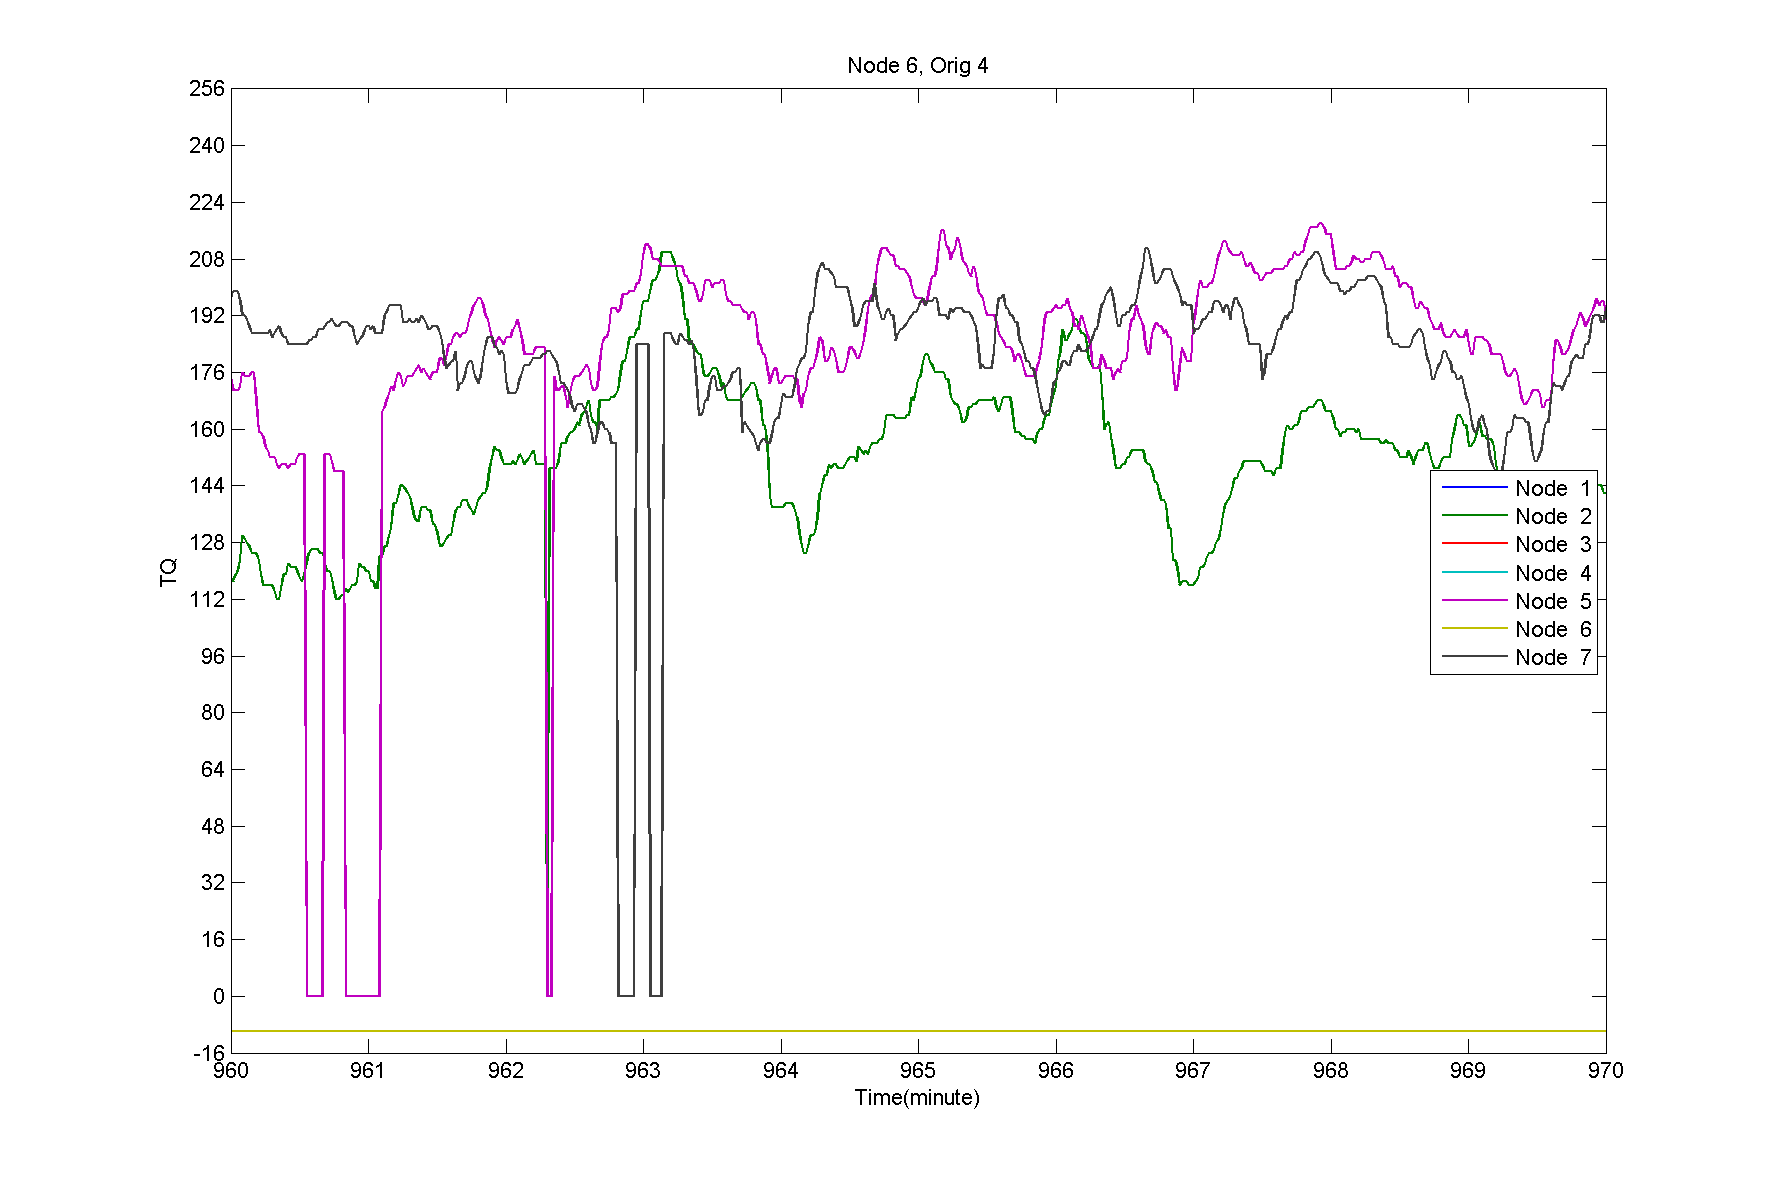 Node 6, Orig 4
256
240
224
208
192
176
160
144
128
112
96
80
64
48
32
16
0
-16
TQ
960 961 962 963 964 965 966 967 968 969 970
Time(minute)
Node 1
Node 2
Node 3
Node 4
Node 5
Node 6
Node 7